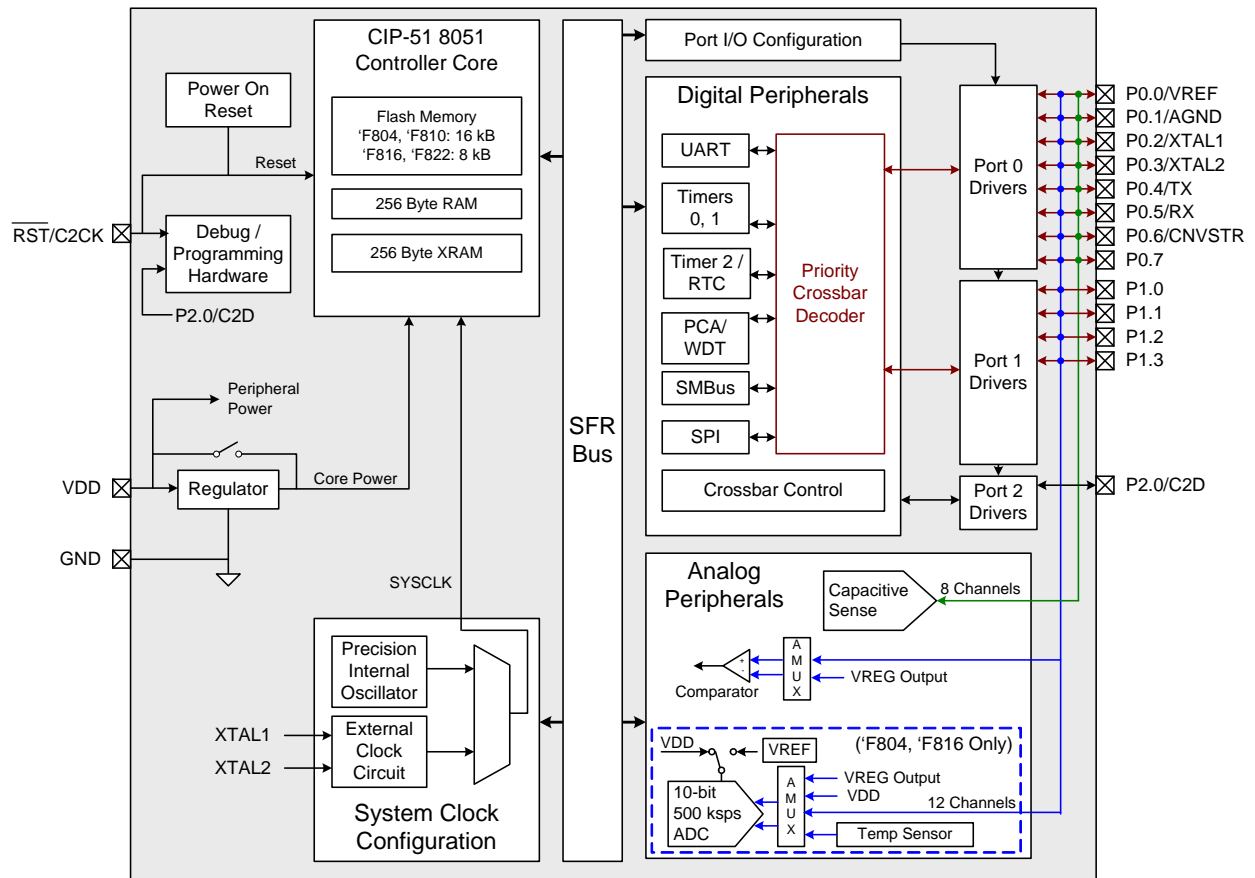 CIP-51 8051
Controller Core
Flash Memory
‘F804, ‘F810: 16 kB
‘F816, ‘F822: 8 kB
256 Byte RAM
256 Byte XRAM
Power On
Reset
Reset
RST/C2CK
Debug /
Programming
Hardware
P2.0/C2D
Peripheral
Power
VDD
Regulator
Core Power
GND
SYSCLK
Precision
Internal
Oscillator
XTAL1
XTAL2
External
Clock
Circuit
System Clock
Configuration
SFR
Bus
Port I/O Configuration
Digital Peripherals
UART
Timers
0, 1
Timer 2 /
RTC
PCA/
WDT
SMBus
SPI
Priority
Crossbar
Decoder
Crossbar Control
Port 0
Drivers
Port 1
Drivers
Port 2
Drivers
P0.0/VREF
P0.1/AGND
P0.2/XTAL1
P0.3/XTAL2
P0.4/TX
P0.5/RX
P0.6/CNVSTR
P0.7
P1.0
P1.1
P1.2
P1.3
P2.0/C2D
Analog
Peripherals
Capacitive
Sense
8 Channels
+
-
Comparator
A
M
U
X
VREG Output
(‘F804, ‘F816 Only)
VDD
VREF
10-bit
500 ksps
ADC
A
M
U
X
VREG Output
VDD
12 Channels
Temp Sensor